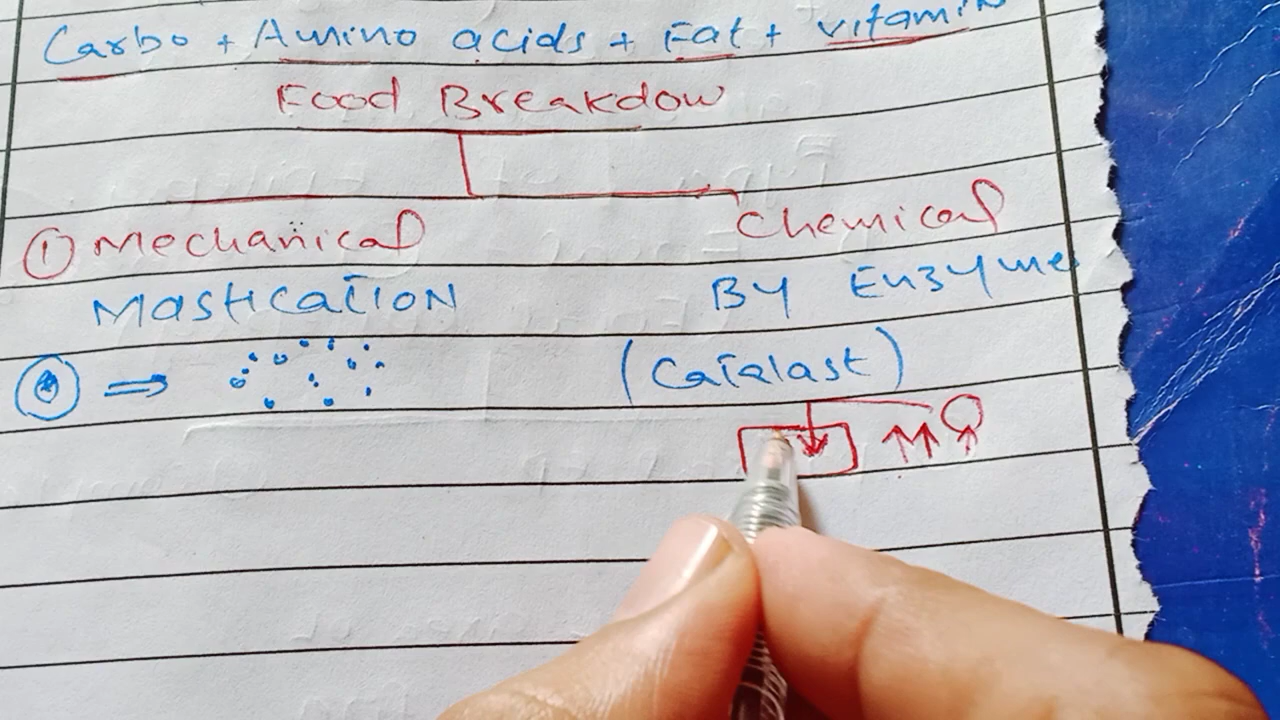 Carbo + Amino acids + Fat + vitamin
Food Breakdow
① Mechanical
Chemical
Mastication
By Enzyme
(Catalast)